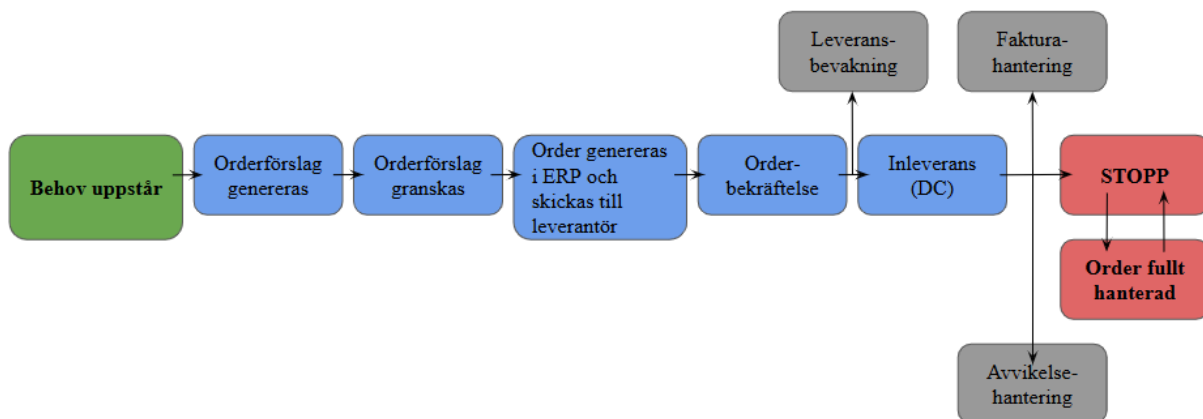 Leverans-
bevakning
Faktura-
hantering
Behov uppstår
Orderförslag
genereras
Orderförslag
granskas
Order genereras
i ERP och
skickas till
leverantör
Order-
bekräftelse
Inleverans
(DC)
STOPP
Order fullt
hanterad
Avvikelse-
hantering